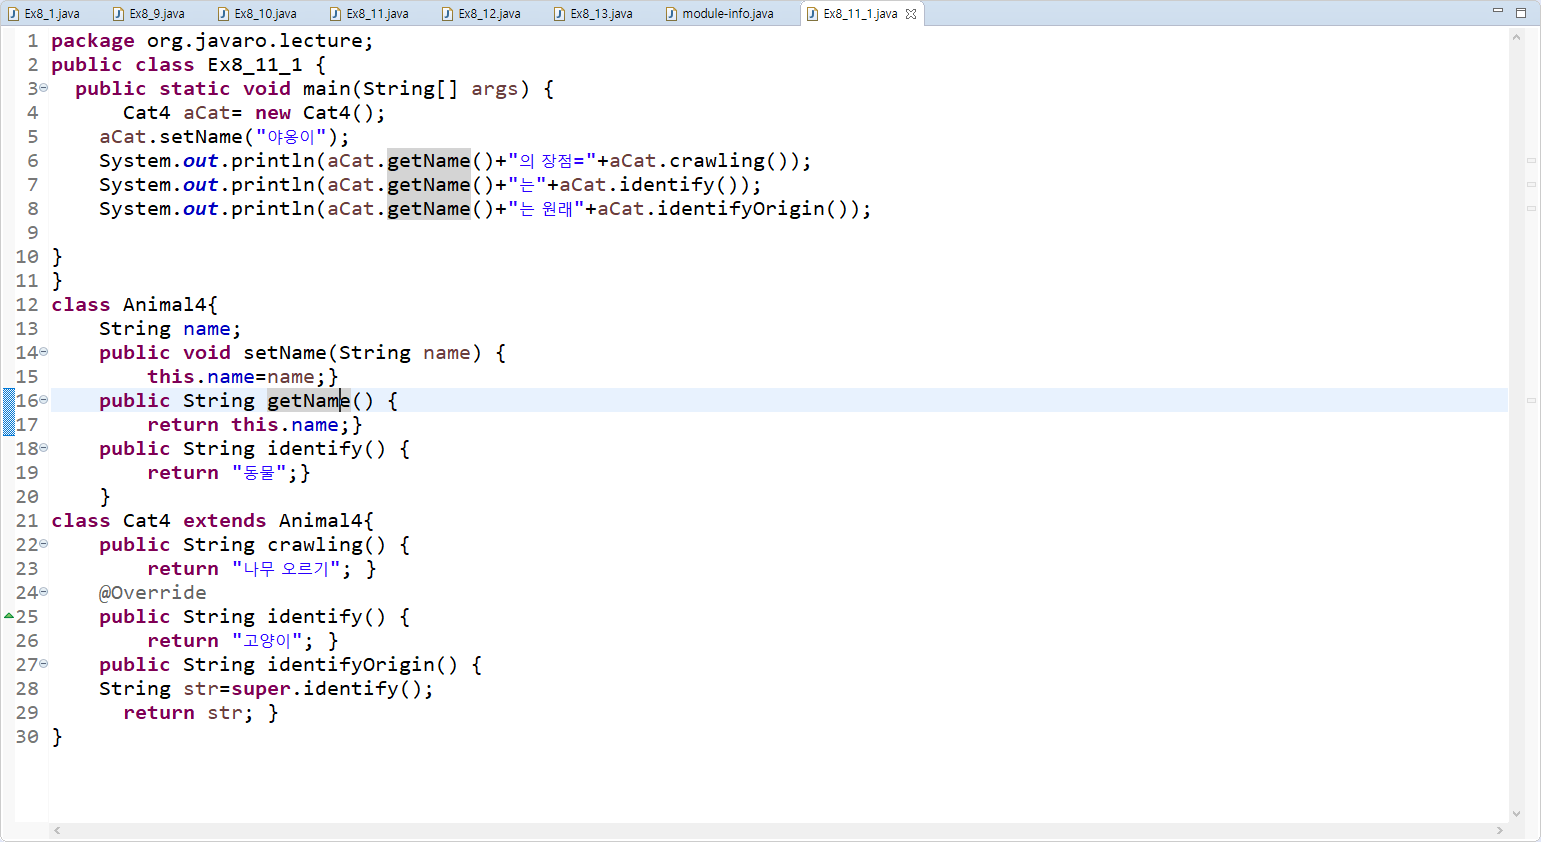 Ex8_1.java Ex8_9.java Ex8_10.java Ex8_11.java Ex8_12.java Ex8_13.java module-info.java Ex8_11_1.java
1 package org.javaro.lecture;
2 public class Ex8_11_1 {
3 public static void main(String[] args) {
4 Cat4 aCat= new Cat4();
5 aCat.setName("야옹이");
6 System.out.println(aCat.getName()+"의 장점="+aCat.crawling());
7 System.out.println(aCat.getName()+"는"+aCat.identify());
8 System.out.println(aCat.getName()+"는 원래"+aCat.identifyOrigin());
9
10 }
11 }
12 class Animal4{
13 String name;
14 public void setName(String name) {
15 this.name=name;}
16 public String getName() {
17 return this.name;}
18 public String identify() {
19 return "동물";}
20 }
21 class Cat4 extends Animal4{
22 public String crawling() {
23 return "나무 오르기"; }
24 @Override
25 public String identify() {
26 return "고양이"; }
27 public String identifyOrigin() {
28 String str=super.identify();
29 return str; }
30 }